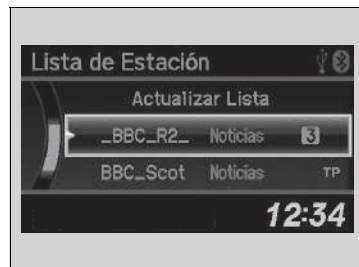 Lista de Estación
Actualizar Lista
_BBC_R2_ Noticias 3
BBC_Scot Noticias TP
12:34